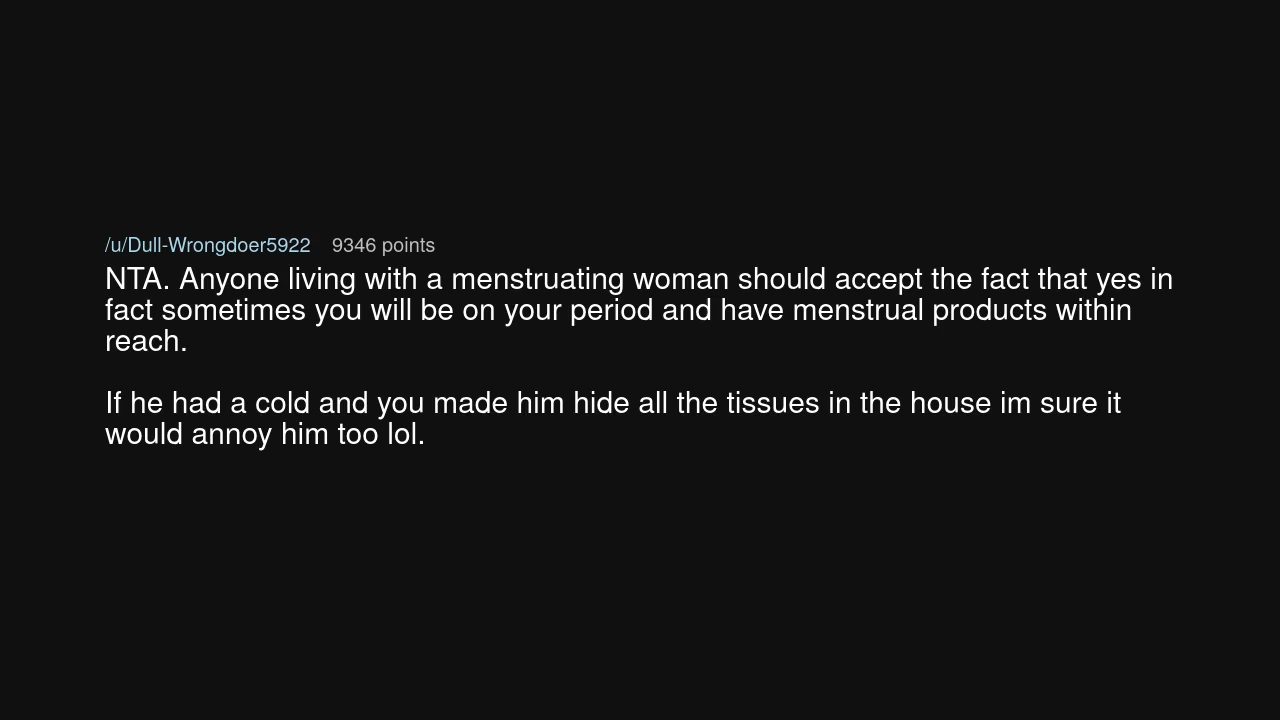 /u/Dull-Wrongdoer5922 9346 points
NTA. Anyone living with a menstruating woman should accept the fact that yes in
fact sometimes you will be on your period and have menstrual products within
reach.
If he had a cold and you made him hide all the tissues in the house im sure it
would annoy him too lol.